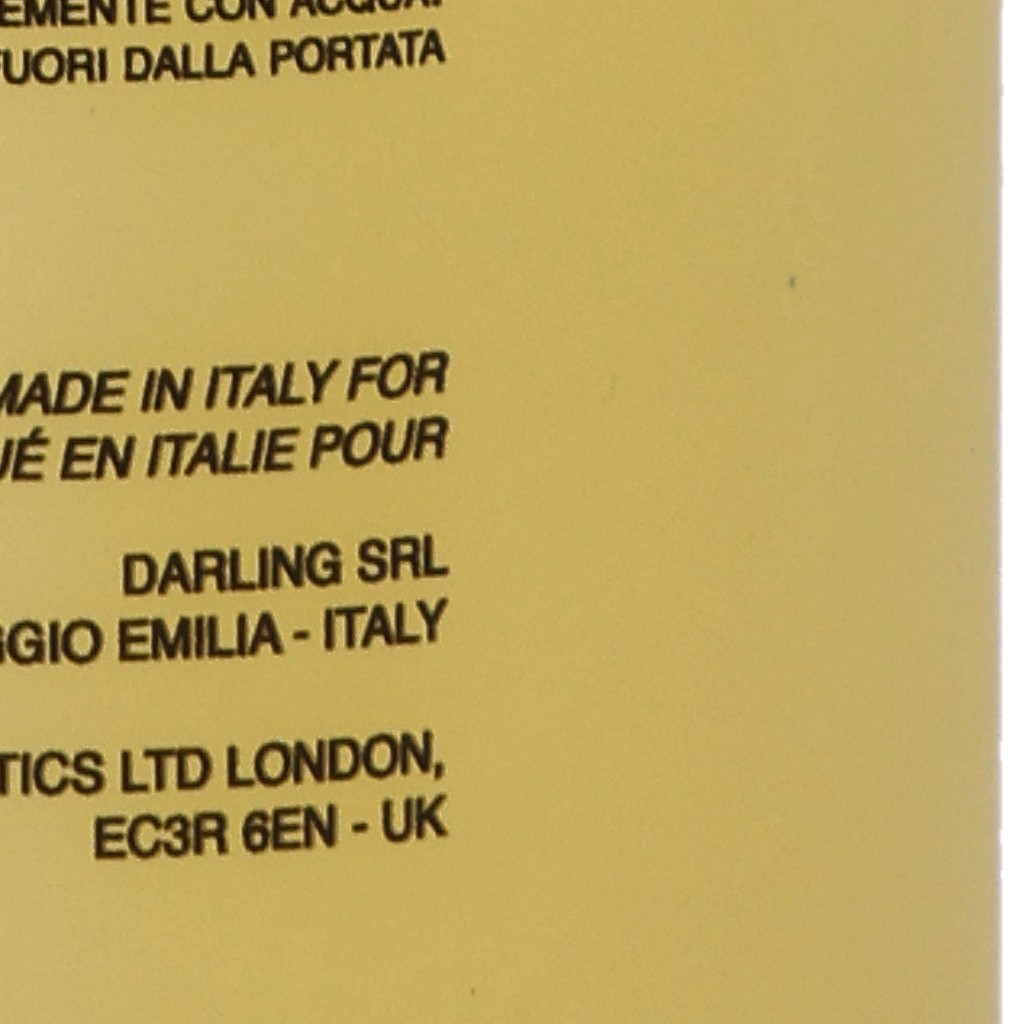 EMENTE CON ACQUA.
FUORI DALLA PORTATA
MADE IN ITALY FOR
UÉ EN ITALIE POUR
DARLING SRL
GGIO EMILIA - ITALY
TICS LTD LONDON,
EC3R 6EN - UK